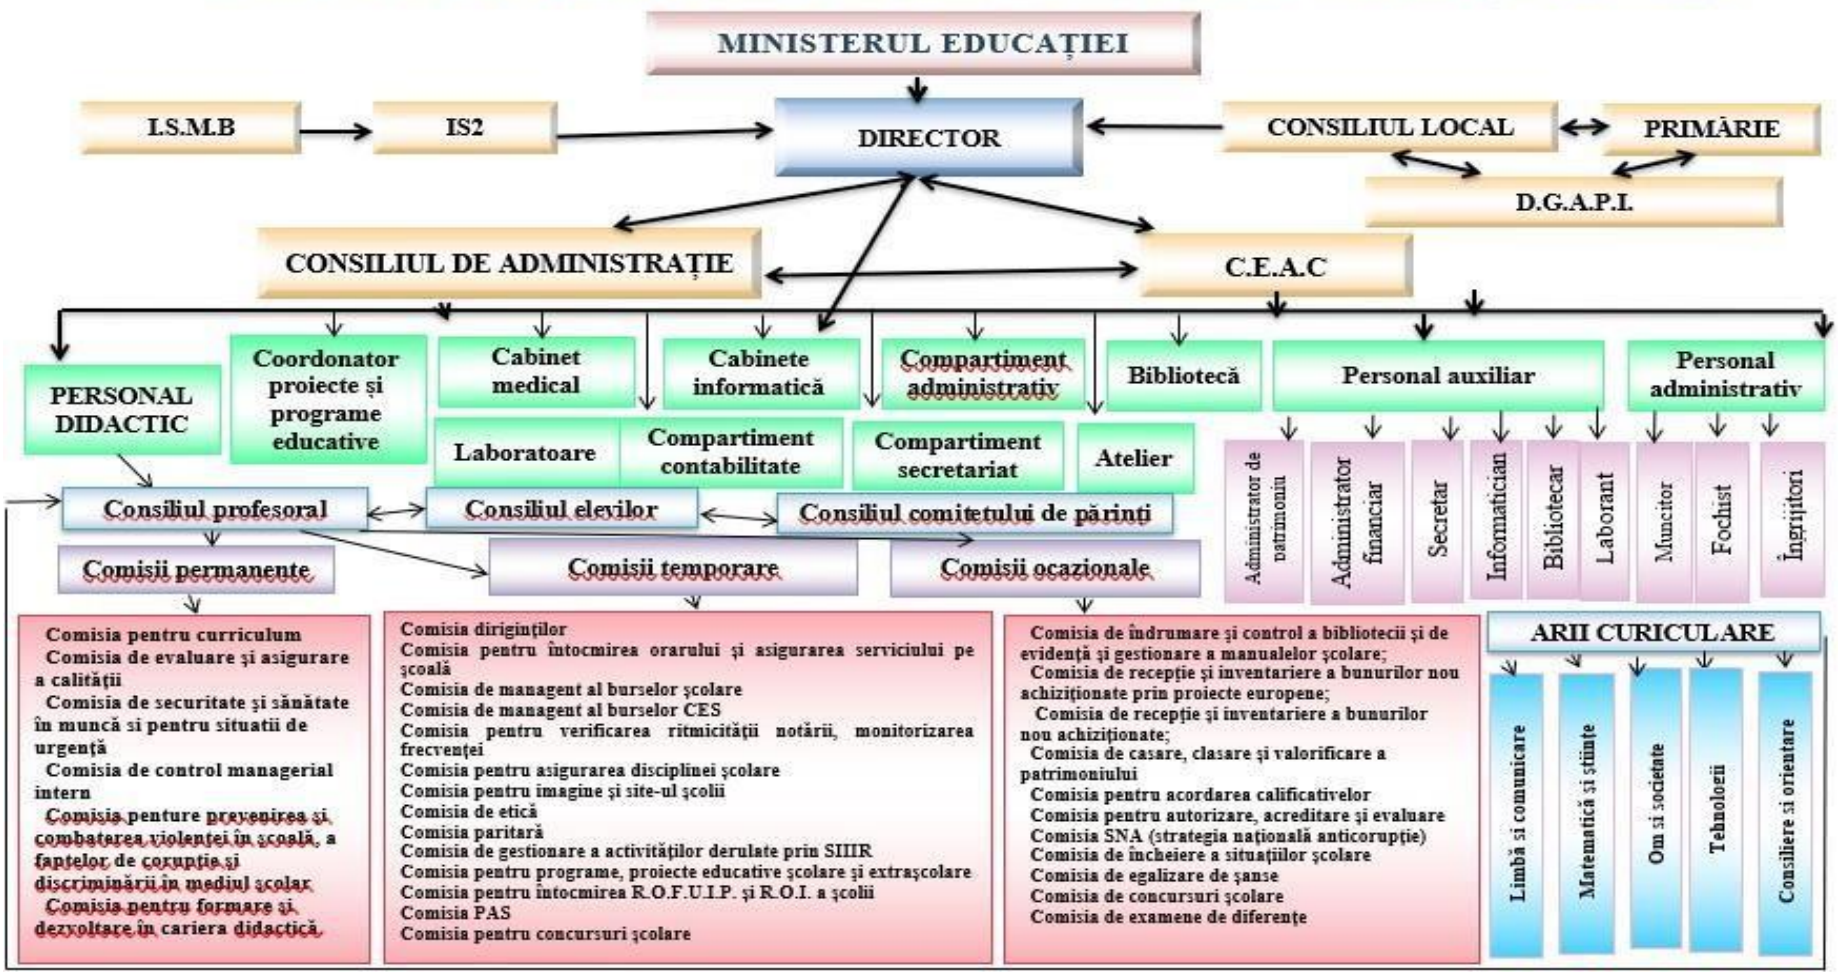 MINISTERUL EDUCAȚIEI
I.S.M.B
IS2
DIRECTOR
CONSILIUL LOCAL
PRIMĂRIE
D.G.A.P.I.
CONSILIUL DE ADMINISTRAȚIE
C.E.A.C
PERSONAL
DIDACTIC
Coordonator
proiecte și
programe
educative
Cabinet
medical
Cabinete
informatică
Compartiment
administrativ
Bibliotecă
Personal auxiliar
Personal
administrativ
Laboratoare
Compartiment
contabilitate
Compartiment
secretariat
Atelier
Administrator de
patrimoniu
Administrator
financiar
Secretar
Informatician
Bibliotecar
Laborant
Muncitor
Fochist
Îngrijitori
Consiliul profesoral
Consiliul elevilor
Consiliul comitetului de părinți
Comisii permanente
Comisii temporare
Comisii ocazionale
Comisia pentru curriculum
Comisia de evaluare și asigurare
a calității
Comisia de securitate și sănătate
în muncă si pentru situatii de
urgență
Comisia de control managerial
intern
Comisia penture prevenirea și
combaterea violenței în școală, a
faptelor de corupție și
discriminării în mediul școlar
Comisia pentru formare și
dezvoltare în cariera didactică
Comisia diriginților
Comisia pentru întocmirea orarului și asigurarea serviciului pe
școală
Comisia de managent al burselor școlare
Comisia de managent al burselor CES
Comisia pentru verificarea ritmicității notării, monitorizarea
frecvenței
Comisia pentru asigurarea disciplinei școlare
Comisia pentru imagine și site-ul școlii
Comisia de etică
Comisia paritară
Comisia de gestionare a activităților derulate prin SIIIR
Comisia pentru programe, proiecte educative școlare și extrașcolare
Comisia pentru întocmirea R.O.F.U.I.P. și R.O.I. a școlii
Comisia PAS
Comisia pentru concursuri școlare
Comisia de îndrumare și control a bibliotecii și de
evidență și gestionare a manualelor școlare;
Comisia de recepție și inventariere a bunurilor nou
achiziționate prin proiecte europene;
Comisia de recepție și inventariere a bunurilor
nou achiziționate;
Comisia de casare, clasare și valorificare a
patrimoniului
Comisia pentru acordarea calificativelor
Comisia pentru autorizare, acreditare și evaluare
Comisia SNA (strategia națională anticorupție)
Comisia de încheiere a situațiilor școlare
Comisia de egalizare de șanse
Comisia de concursuri școlare
Comisia de examene de diferențe
ARII CURICULARE
Limbă si comunicare
Matematică și științe
Om si societate
Tehnologii
Consiliere si orientare